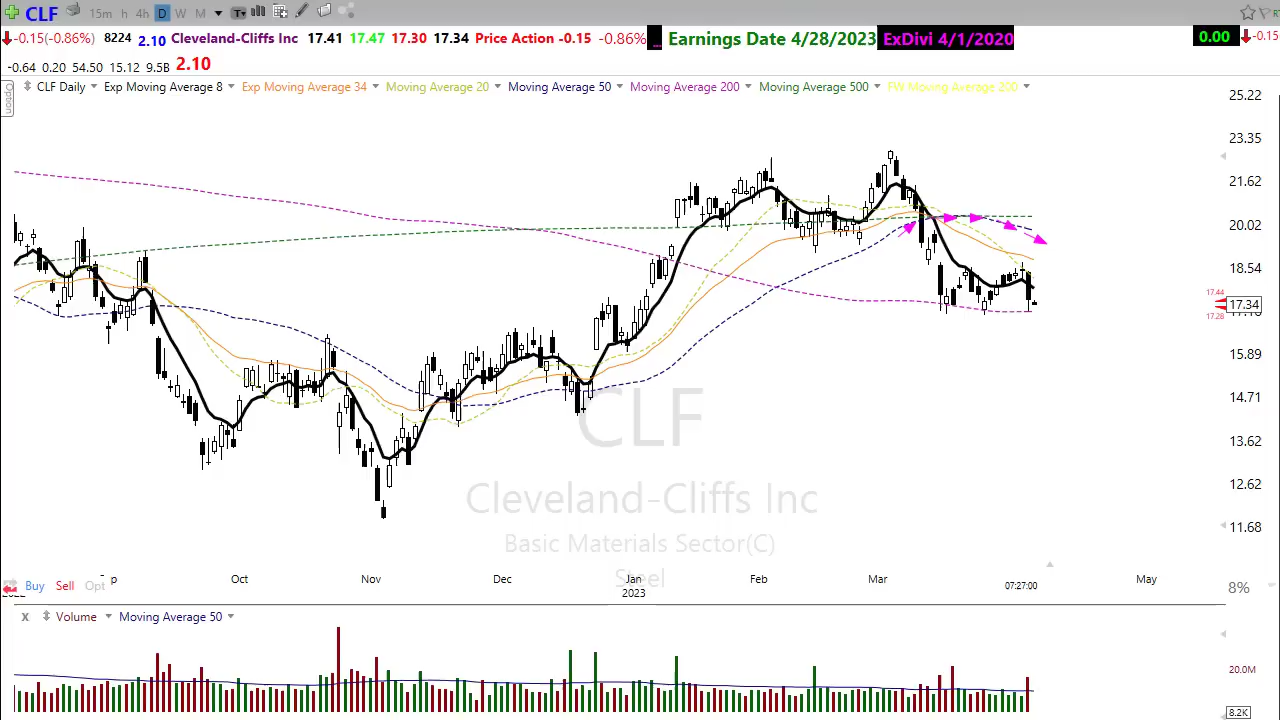 CLF 15m h 4h D W M T
-0.15(-0.86%) 8224 2.10 Cleveland-Cliffs Inc 17.41 17.47 17.30 17.34 Price Action -0.15 -0.86% ... Earnings Date 4/28/2023 ExDivi 4/1/2020 0.00 -0.15
-0.64 0.20 54.50 15.12 9.5B 2.10
Option
CLF Daily Exp Moving Average 8 Exp Moving Average 34 Moving Average 20 Moving Average 50 Moving Average 200 Moving Average 500 FW Moving Average 200
25.22
23.35
21.62
20.02
18.54
17.44
17.34
17.28
15.89
14.71
13.62
12.62
11.68
CLF
Cleveland-Cliffs Inc
Basic Materials Sector(C)
Steel
Oct Nov Dec Jan Feb Mar May
2023
07:27:00
8%
Buy Sell Opt
x Volume Moving Average 50
20.0M
8.2K